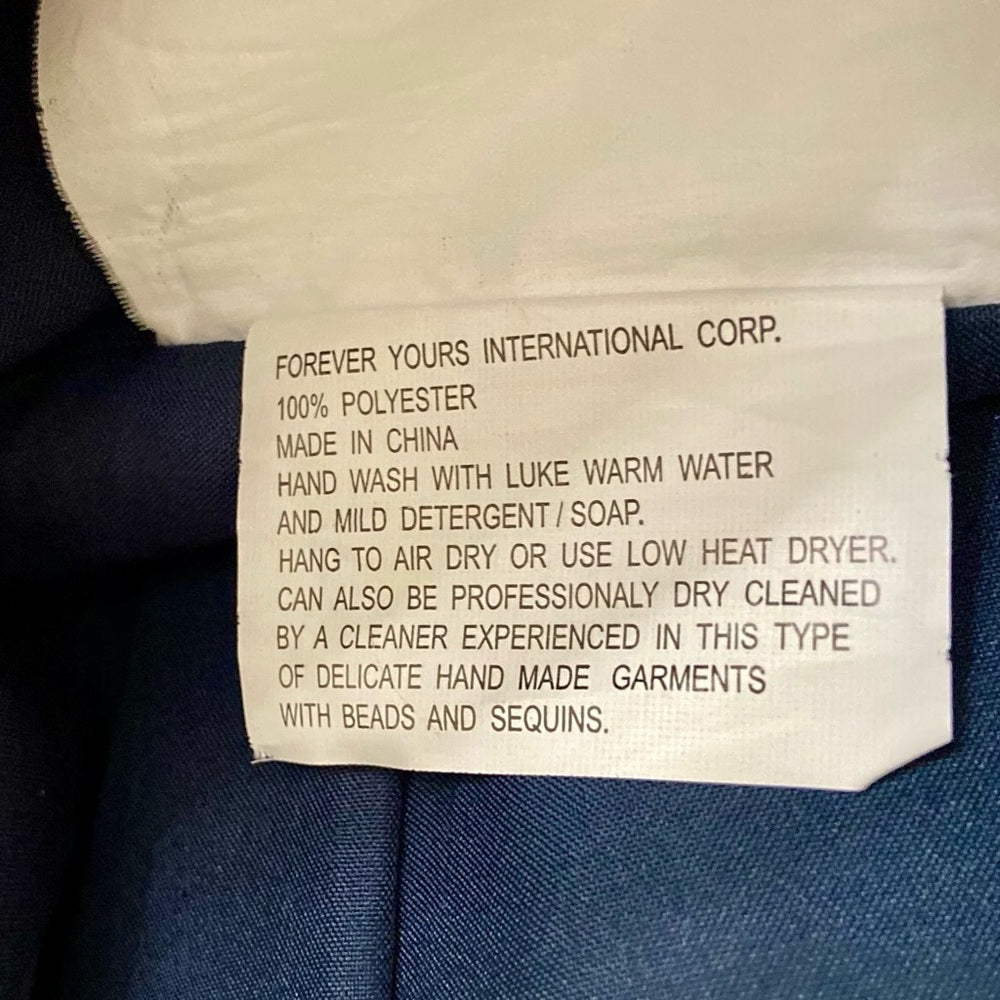 FOREVER YOURS INTERNATIONAL CORP.
100% POLYESTER
MADE IN CHINA
HAND WASH WITH LUKE WARM WATER
AND MILD DETERGENT / SOAP.
HANG TO AIR DRY OR USE LOW HEAT DRYER.
CAN ALSO BE PROFESSIONALY DRY CLEANED
BY A CLEANER EXPERIENCED IN THIS TYPE
OF DELICATE HAND MADE GARMENTS
WITH BEADS AND SEQUINS.